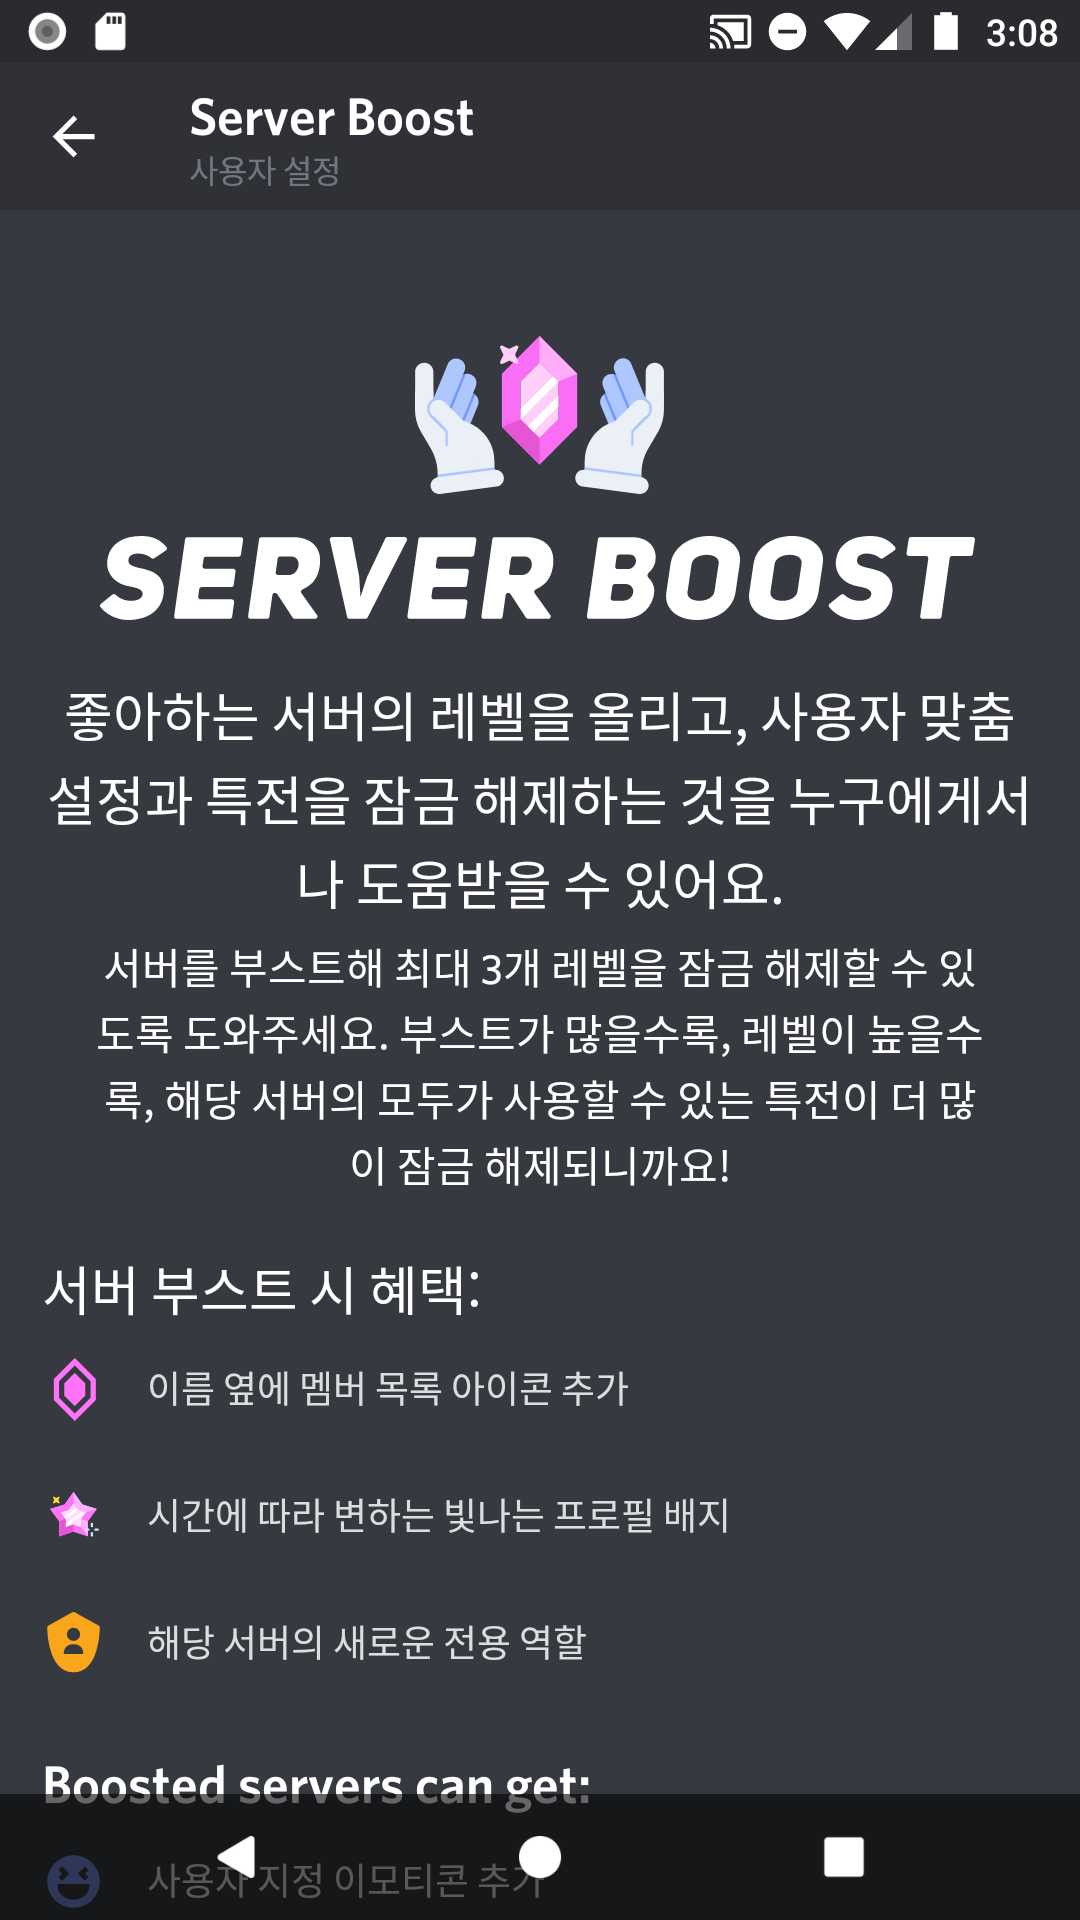 3:08
Server Boost
사용자 설정
SERVER BOOST
좋아하는 서버의 레벨을 올리고, 사용자 맞춤
설정과 특전을 잠금 해제하는 것을 누구에게서
나 도움받을 수 있어요.
서버를 부스트해 최대 3개 레벨을 잠금 해제할 수 있
도록 도와주세요. 부스트가 많을수록, 레벨이 높을수
록, 해당 서버의 모두가 사용할 수 있는 특전이 더 많
이 잠금 해제되니까요!
서버 부스트 시 혜택:
이름 옆에 멤버 목록 아이콘 추가
시간에 따라 변하는 빛나는 프로필 배지
해당 서버의 새로운 전용 역할
Boosted servers can get:
사용자 지정 이모티콘 추가